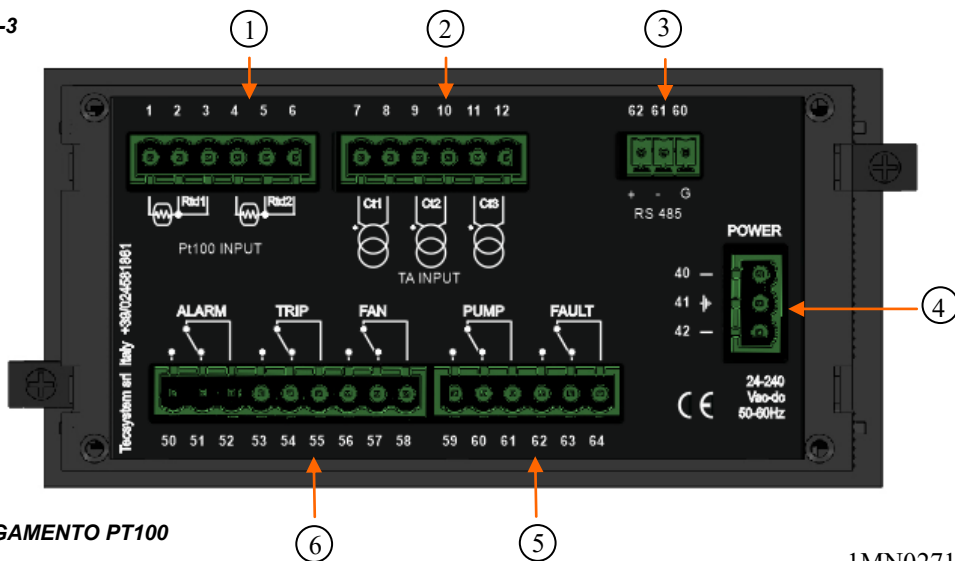 -3
1 2 3
1 2 3 4 5 6 7 8 9 10 11 12 62 61 60
Rtd1 Rtd2 Ct1 Ct2 Ct3
+ - G
RS 485
Pt100 INPUT
TA INPUT
POWER
40
41
42
4
ALARM TRIP FAN PUMP FAULT
24-240
Vac-dc
50-60Hz
CE
50 51 52 53 54 55 56 57 58 59 60 61 62 63 64
Tecsystem srl Italy +39/024581861
6 5
GAMENTO PT100
1MN0271